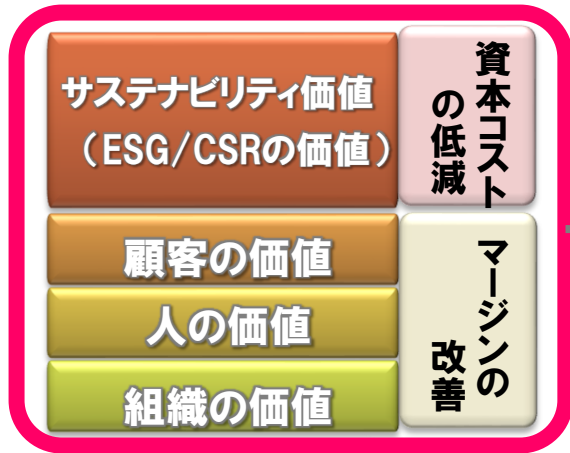 サステナビリティ価値
（ESG/CSRの価値）
資本コスト
の低減
顧客の価値
人の価値
組織の価値
マージンの
改善